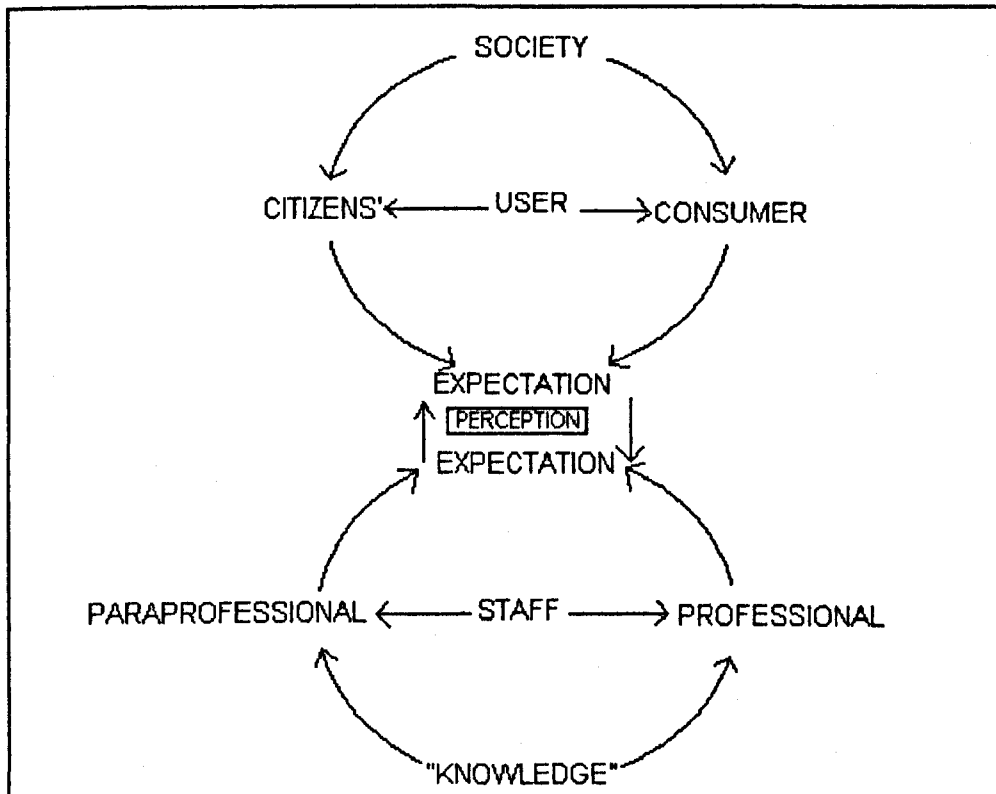 SOCIETY
CITIZENS' USER CONSUMER
EXPECTATION
PERCEPTION
EXPECTATION
PARAPROFESSIONAL STAFF PROFESSIONAL
"KNOWLEDGE"